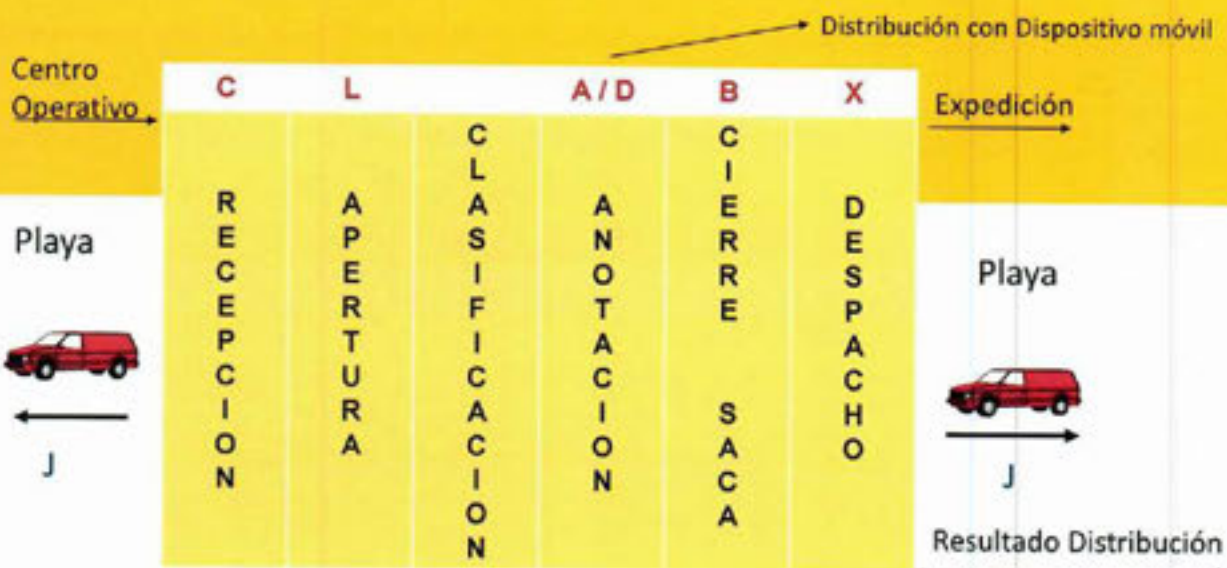 Distribución con Dispositivo móvil
Centro
Operativo
C L A / D B X
Expedición
RECEPCION
APERTURA
CLASIFICACION
ANOTACION
CIERRE SACA
DESPACHO
Playa
J
Playa
J
Resultado Distribución